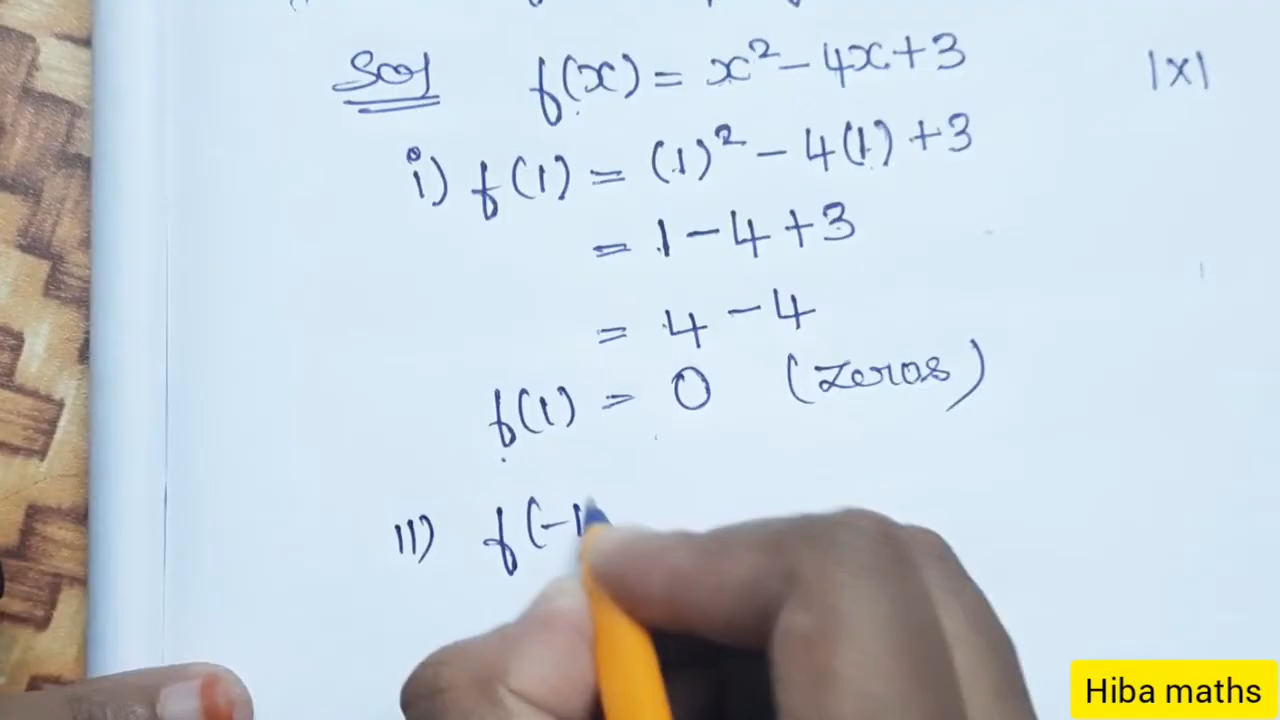 Sol f(x) = x² - 4x + 3 |x|
i) f(1) = (1)² - 4(1) + 3
= 1 - 4 + 3
= 4 - 4
f(1) = 0 (zeros)
ii) f(-1
Hiba maths